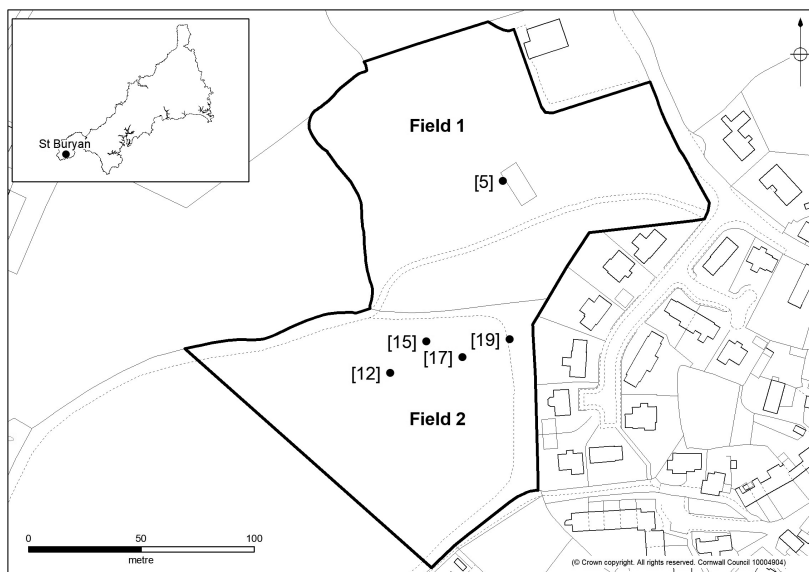 St Buryan
Field 1
[5]
[15]
[19]
[17]
[12]
Field 2
0 50 100
metre
(© Crown copyright. All rights reserved. Cornwall Council 10004904)